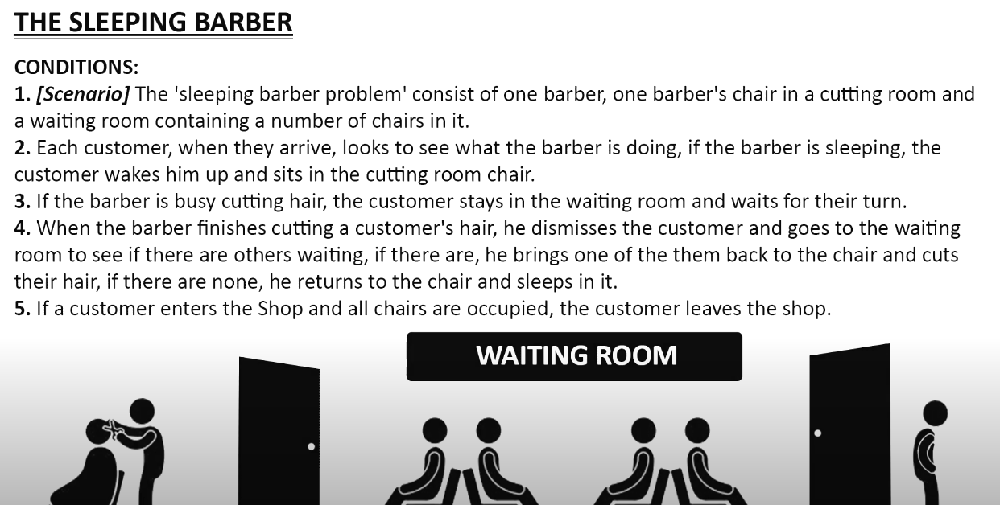 THE SLEEPING BARBER
CONDITIONS:
1. [Scenario] The 'sleeping barber problem' consist of one barber, one barber's chair in a cutting room and
a waiting room containing a number of chairs in it.
2. Each customer, when they arrive, looks to see what the barber is doing, if the barber is sleeping, the
customer wakes him up and sits in the cutting room chair.
3. If the barber is busy cutting hair, the customer stays in the waiting room and waits for their turn.
4. When the barber finishes cutting a customer's hair, he dismisses the customer and goes to the waiting
room to see if there are others waiting, if there are, he brings one of the them back to the chair and cuts
their hair, if there are none, he returns to the chair and sleeps in it.
5. If a customer enters the Shop and all chairs are occupied, the customer leaves the shop.
WAITING ROOM